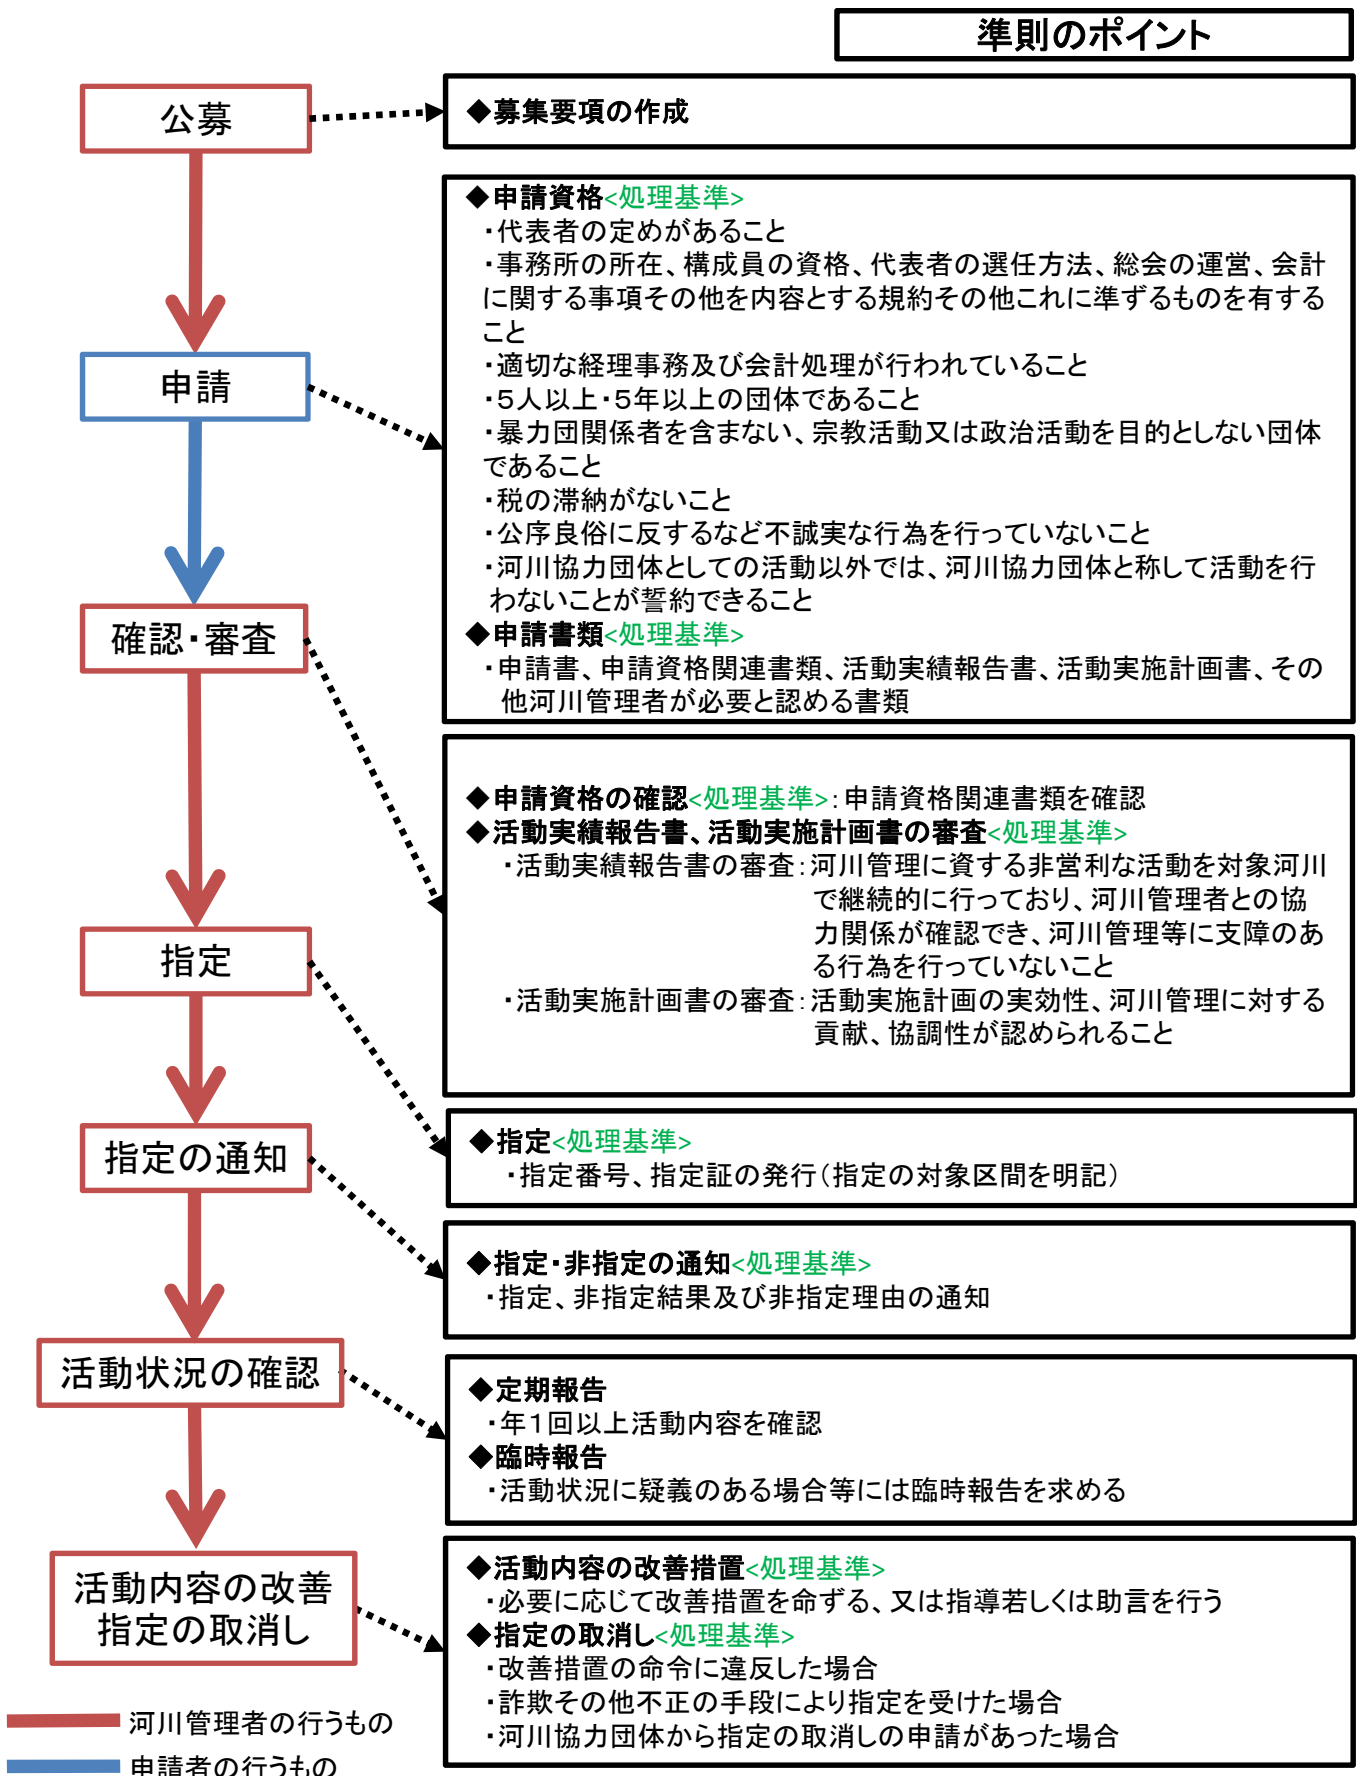 準則のポイント
公募
◆募集要項の作成
申請
◆申請資格<処理基準>
・代表者の定めがあること
・事務所の所在、構成員の資格、代表者の選任方法、総会の運営、会計
に関する事項その他を内容とする規約その他これに準ずるものを有する
こと
・適切な経理事務及び会計処理が行われていること
・5人以上・5年以上の団体であること
・暴力団関係者を含まない、宗教活動又は政治活動を目的としない団体
であること
・税の滞納がないこと
・公序良俗に反するなど不誠実な行為を行っていないこと
・河川協力団体としての活動以外では、河川協力団体と称して活動を行
わないことが誓約できること
◆申請書類<処理基準>
・申請書、申請資格関連書類、活動実績報告書、活動実施計画書、その
他河川管理者が必要と認める書類
確認・審査
◆申請資格の確認<処理基準>：申請資格関連書類を確認
◆活動実績報告書、活動実施計画書の審査<処理基準>
・活動実績報告書の審査：河川管理に資する非営利な活動を対象河川
で継続的に行っており、河川管理者との協
力関係が確認でき、河川管理等に支障のあ
る行為を行っていないこと
・活動実施計画書の審査：活動実施計画の実効性、河川管理に対する
貢献、協調性が認められること
指定
◆指定<処理基準>
・指定番号、指定証の発行（指定の対象区間を明記）
指定の通知
◆指定・非指定の通知<処理基準>
・指定、非指定結果及び非指定理由の通知
活動状況の確認
◆定期報告
・年1回以上活動内容を確認
◆臨時報告
・活動状況に疑義のある場合等には臨時報告を求める
活動内容の改善
指定の取消し
◆活動内容の改善措置<処理基準>
・必要に応じて改善措置を命ずる、又は指導若しくは助言を行う
◆指定の取消し<処理基準>
・改善措置の命令に違反した場合
・詐欺その他不正の手段により指定を受けた場合
・河川協力団体から指定の取消しの申請があった場合
河川管理者の行うもの
申請者の行うもの